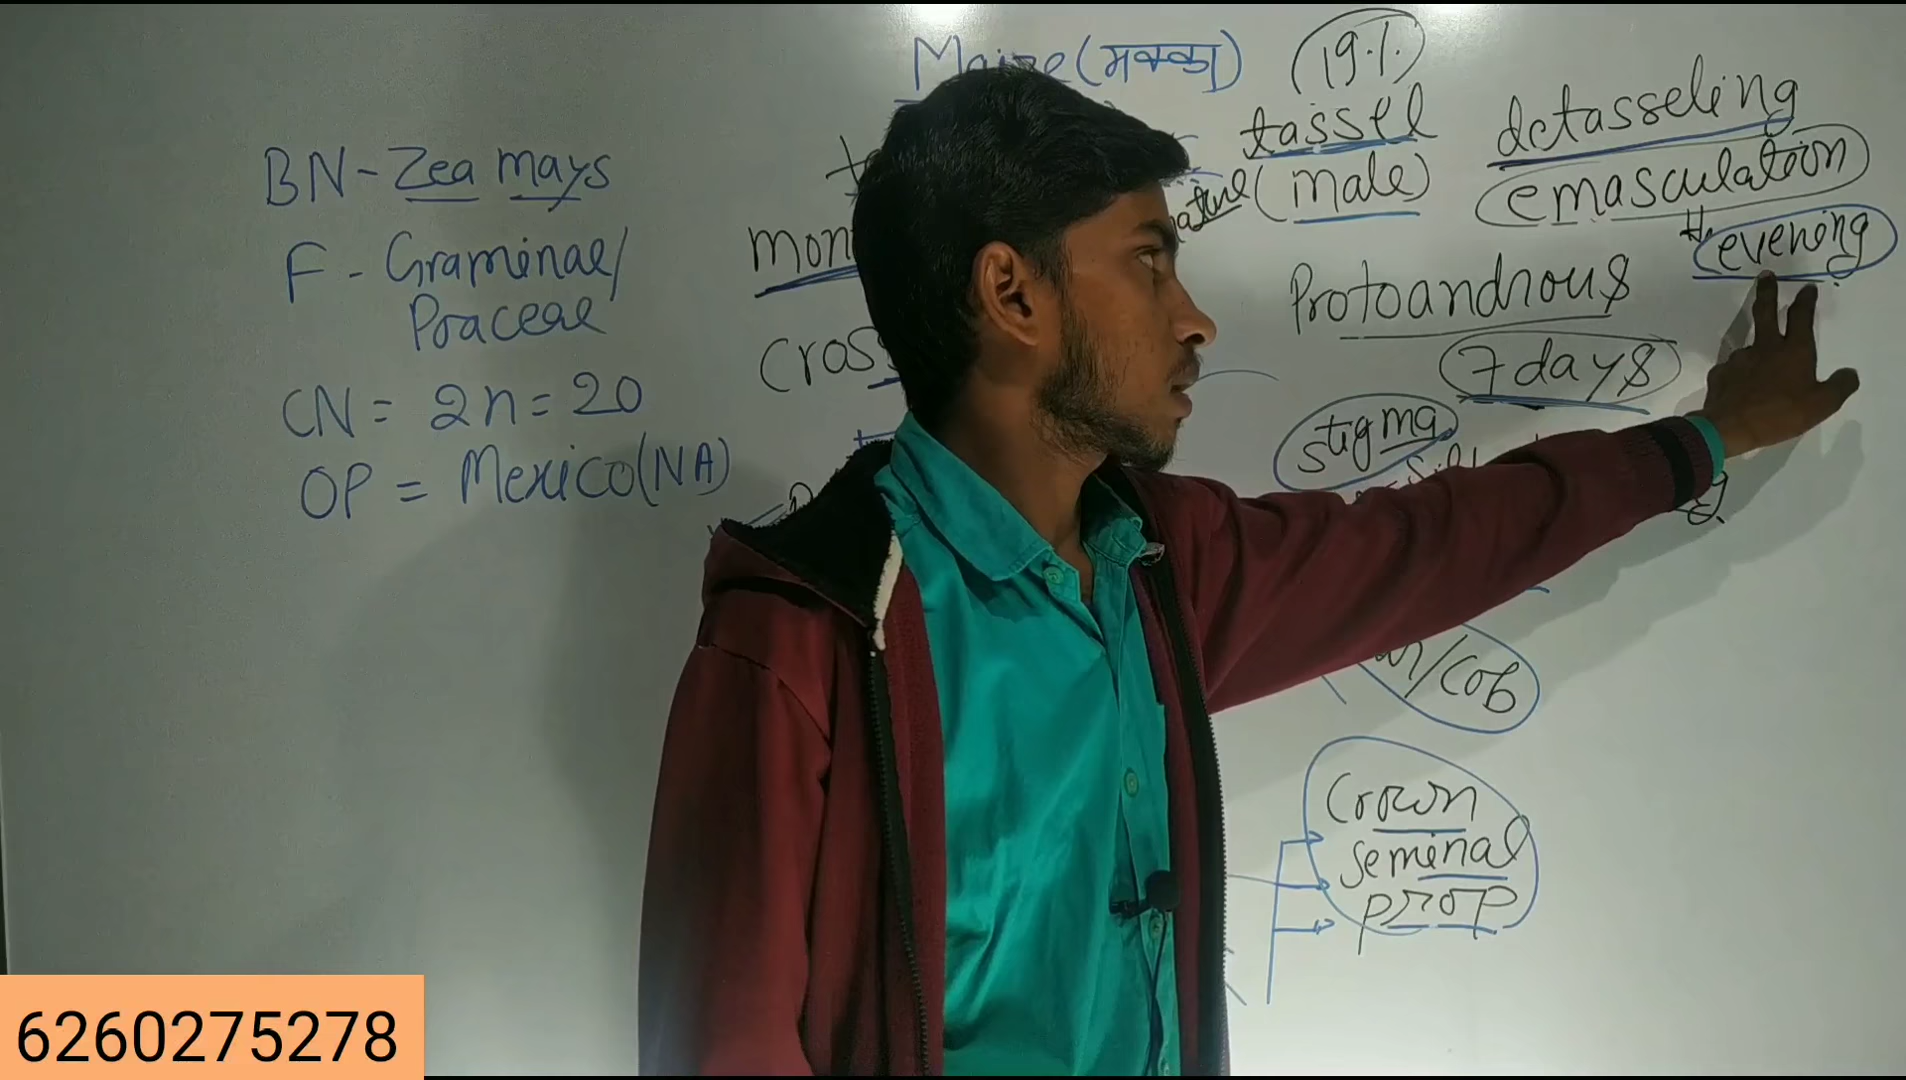 Maize (मक्का) (19%)
BN - Zea mays
F - Graminae/
Poaceae
CN = 2n = 20
OP = Mexico(NA)
tassel
(male)
detasseling
emasculation
evening
Protoandrous
7 days
stigma
/cob
Crown
seminal
prop
6260275278